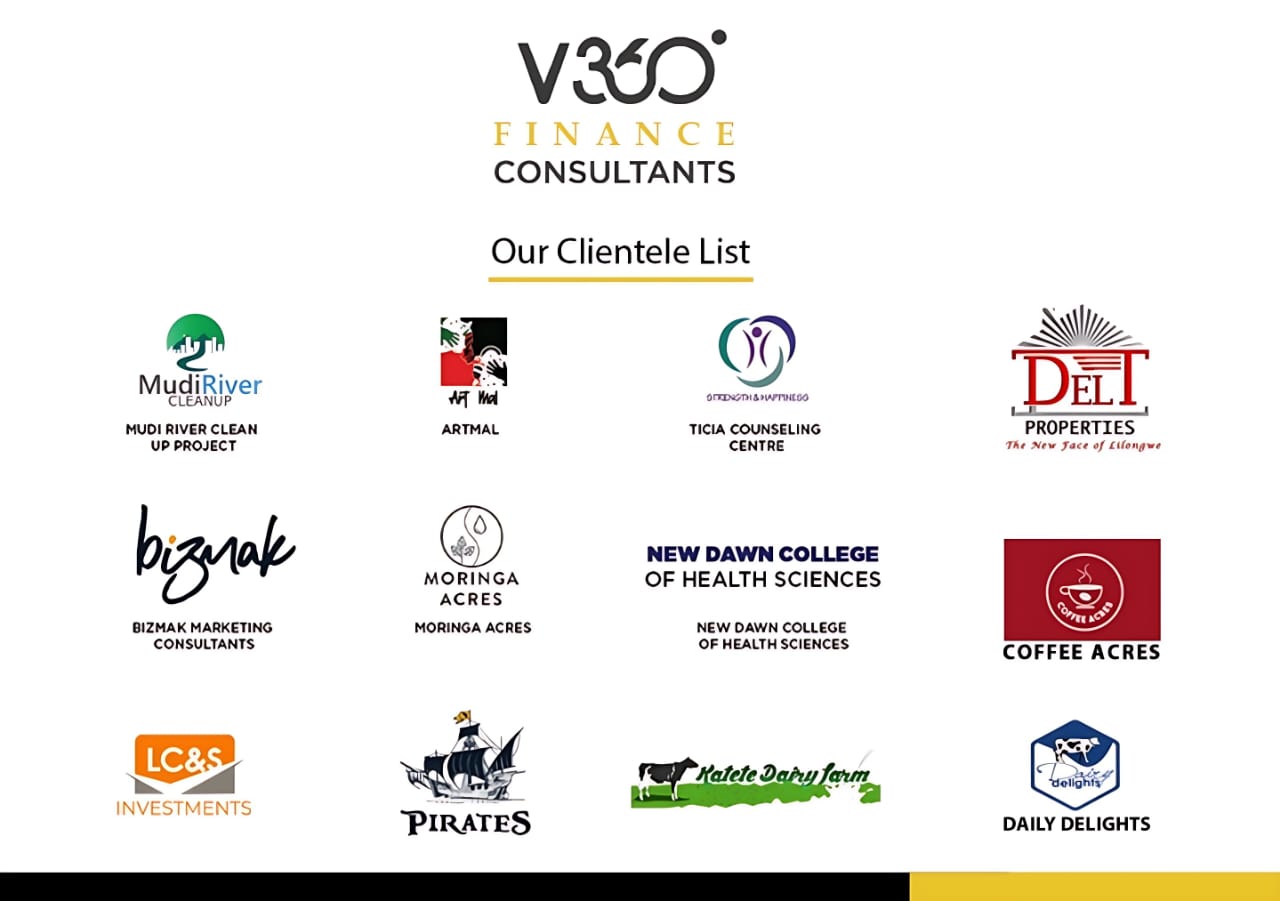 V360°
FINANCE
CONSULTANTS
Our Clientele List
MudiRiver
CLEANUP
MUDI RIVER CLEAN
UP PROJECT
Art Mal
ARTMAL
STRENGTH & HAPPINESS
TICIA COUNSELING
CENTRE
DELT
PROPERTIES
The New Face of Lilongwe
bizmak
BIZMAK MARKETING
CONSULTANTS
MORINGA
ACRES
MORINGA ACRES
NEW DAWN COLLEGE
OF HEALTH SCIENCES
NEW DAWN COLLEGE
OF HEALTH SCIENCES
COFFEE ACRES
COFFEE ACRES
LC&S
INVESTMENTS
PIRATES
Katete Dairy farm
Dairy
delights
DAILY DELIGHTS